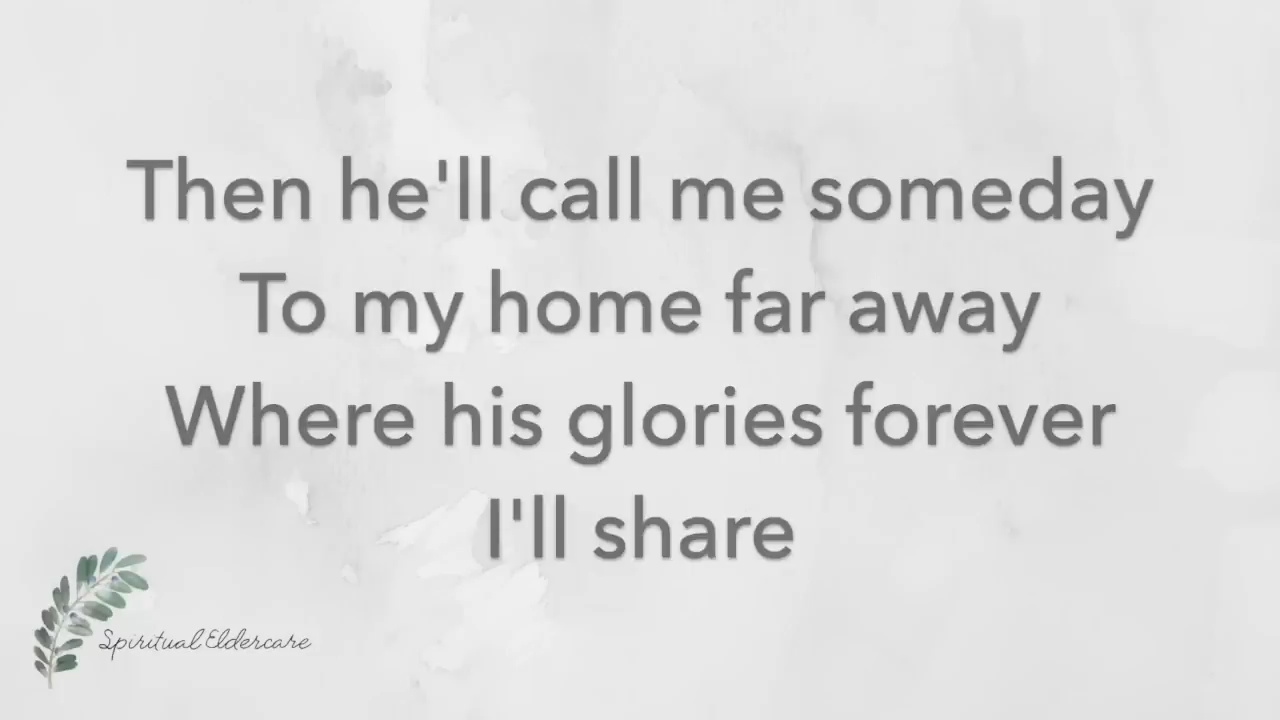 Then he'll call me someday
To my home far away
Where his glories forever
I'll share
Spiritual Eldercare